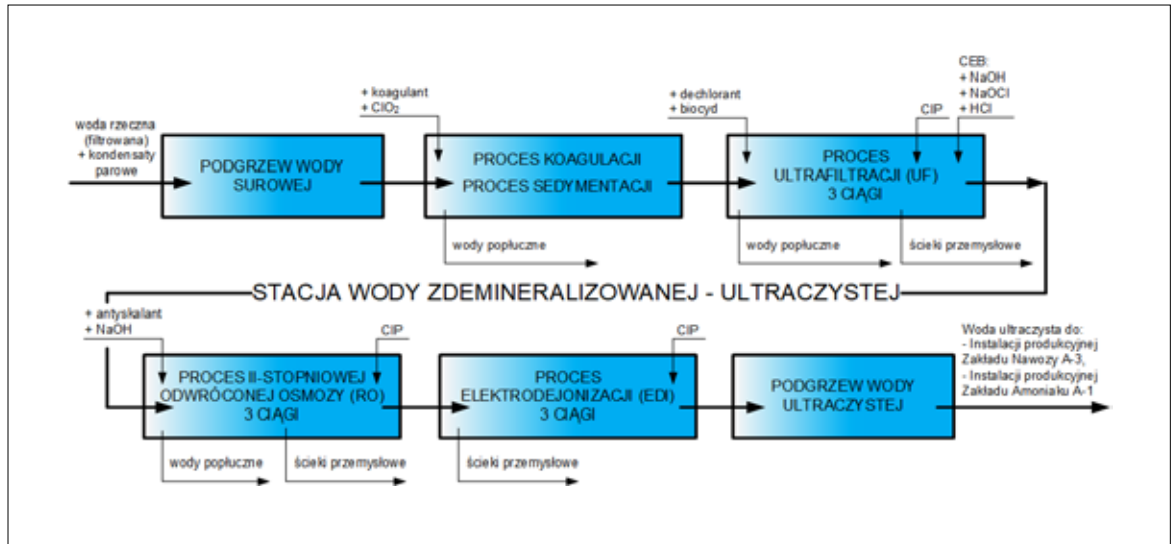 woda rzeczna
(filtrowana)
+ kondensaty
parowe
PODGRZEW WODY
SUROWEJ
+ koagulant
+ ClO₂
PROCES KOAGULACJI
PROCES SEDYMENTACJI
wody popłuczne
+ dechlorant
+ biocyd
CIP
CEB:
+ NaOH
+ NaOCl
+ HCl
PROCES
ULTRAFILTRACJI (UF)
3 CIĄGI
wody popłuczne
ścieki przemysłowe
STACJA WODY ZDEMINERALIZOWANEJ - ULTRACZYSTEJ
+ antyskalant
+ NaOH
CIP
PROCES II-STOPNIOWEJ
ODWRÓCONEJ OSMOZY (RO)
3 CIĄGI
wody popłuczne
ścieki przemysłowe
CIP
PROCES
ELEKTRODEJONIZACJI (EDI)
3 CIĄGI
ścieki przemysłowe
PODGRZEW WODY
ULTRACZYSTEJ
Woda ultraczysta do:
- Instalacji produkcyjnej
Zakładu Nawozy A-3,
- Instalacji produkcyjnej
Zakładu Amoniaku A-1